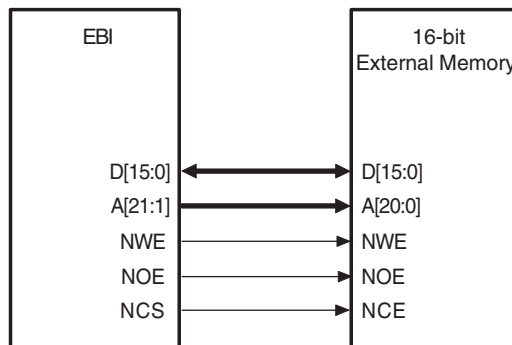 EBI
16-bit
External Memory
D[15:0] D[15:0]
A[21:1] A[20:0]
NWE NWE
NOE NOE
NCS NCE